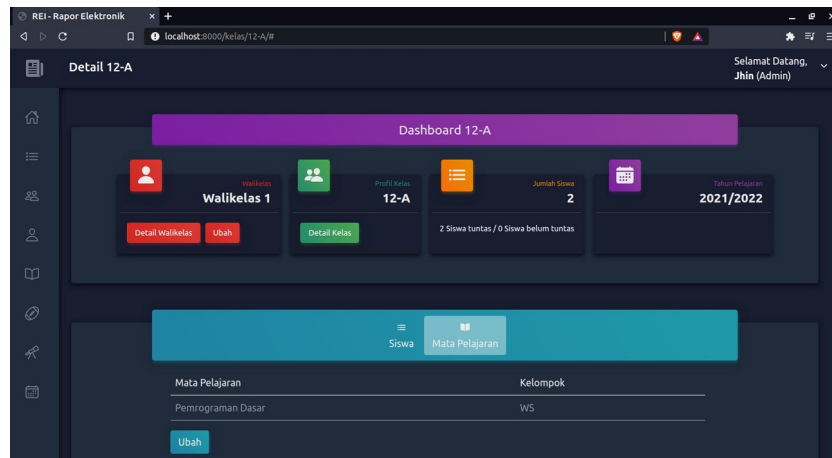 REI - Rapor Elektronik
localhost:8000/kelas/12-A/#
Detail 12-A
Selamat Datang,
Jhin (Admin)
Dashboard 12-A
Walikelas
Walikelas 1
Detail Walikelas
Ubah
Profil Kelas
12-A
Detail Kelas
Jumlah Siswa
2
2 Siswa tuntas / 0 Siswa belum tuntas
Tahun Pelajaran
2021/2022
Siswa
Mata Pelajaran
Mata Pelajaran Kelompok
Pemrograman Dasar WS
Ubah